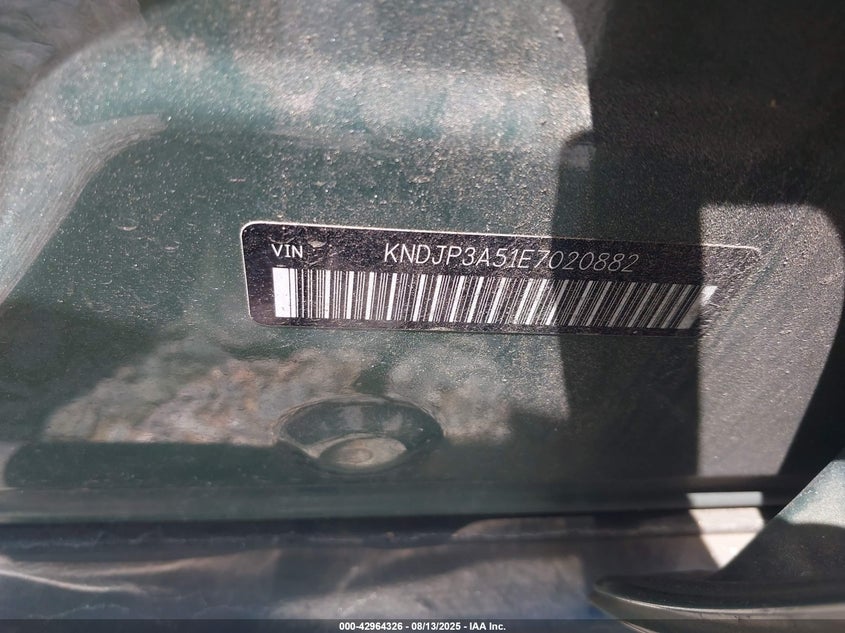 VIN KNDJP3A51E7020882
000-42964326 - 08/13/2025 - IAA Inc.